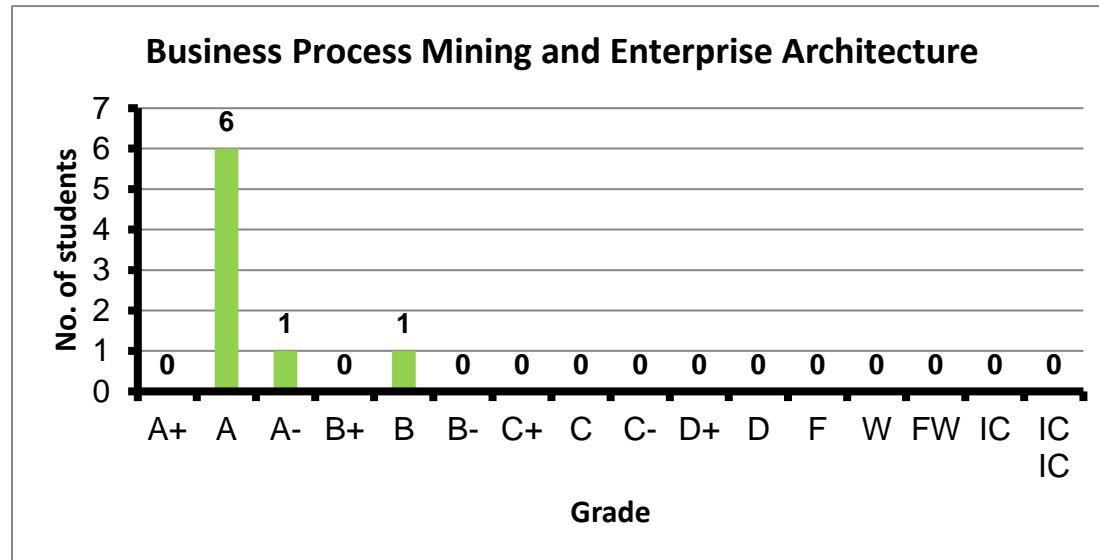 Business Process Mining and Enterprise Architecture
No. of students
7
6
5
4
3
2
1
0
0 6 1 0 1 0 0 0 0 0 0 0 0 0 0 0
A+ A A- B+ B B- C+ C C- D+ D F W FW IC IC
IC
Grade